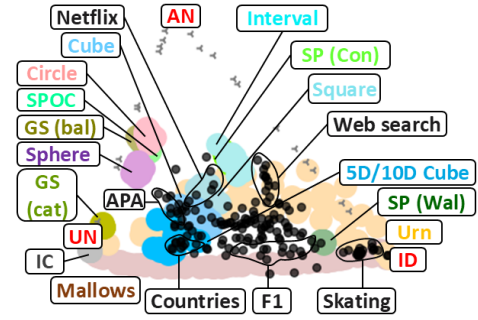 Netflix
AN
Interval
Cube
SP (Con)
Circle
Square
SPOC
GS (bal)
Web search
Sphere
5D/10D Cube
GS
(cat)
APA
SP (Wal)
UN
Urn
IC
ID
Mallows
Countries
F1
Skating